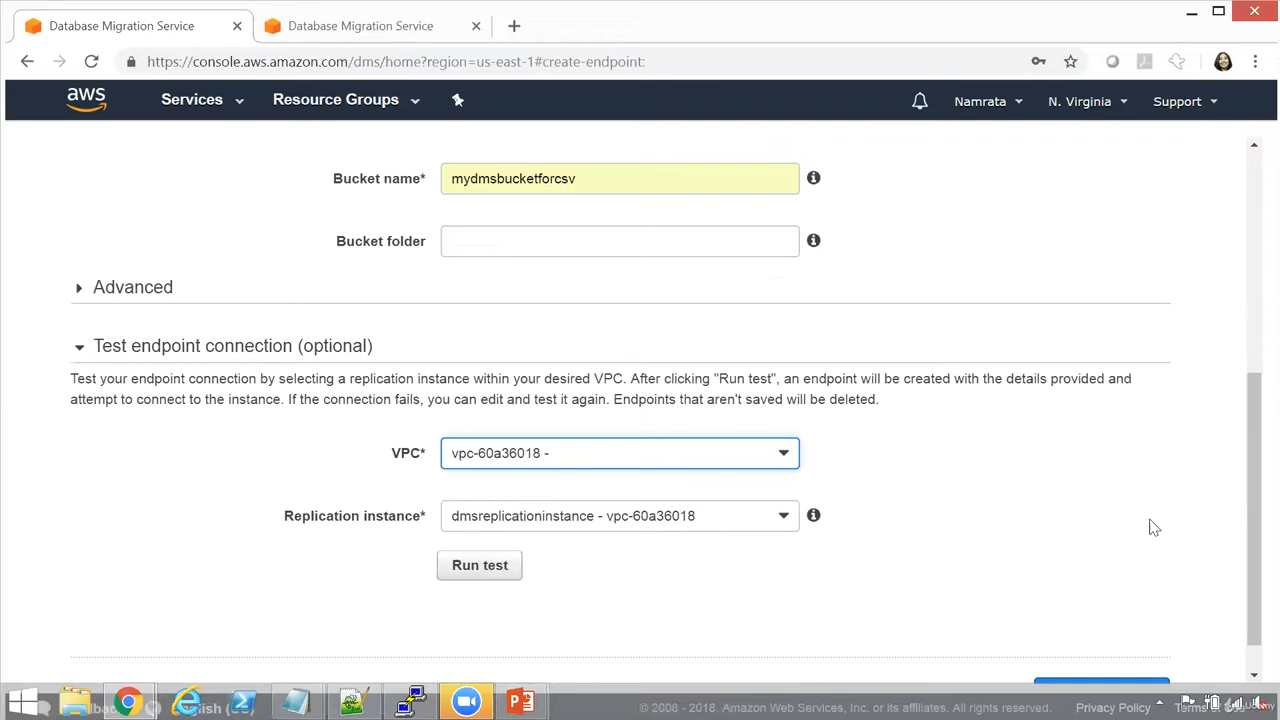 Database Migration Service
Database Migration Service
https://console.aws.amazon.com/dms/home?region=us-east-1#create-endpoint:
aws
Services
Resource Groups
Namrata
N. Virginia
Support
Bucket name*
mydmsbucketforcsv
Bucket folder
Advanced
Test endpoint connection (optional)
Test your endpoint connection by selecting a replication instance within your desired VPC. After clicking "Run test", an endpoint will be created with the details provided and
attempt to connect to the instance. If the connection fails, you can edit and test it again. Endpoints that aren't saved will be deleted.
VPC*
vpc-60a36018 -
Replication instance*
dmsreplicationinstance - vpc-60a36018
Run test
© 2008 - 2018, Amazon Web Services, Inc. or its affiliates. All rights reserved.
Privacy Policy